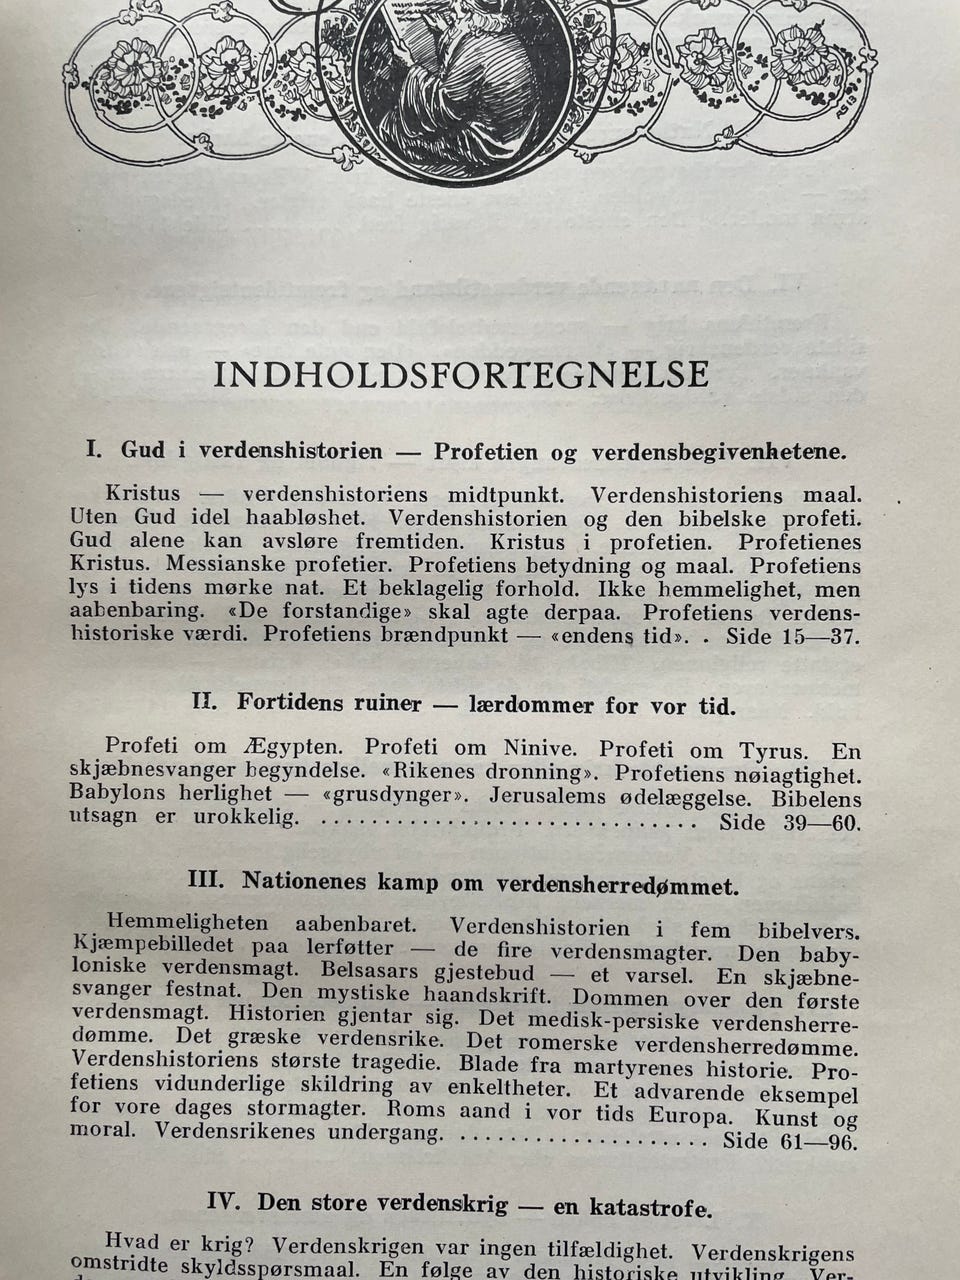 INDHOLDSFORTEGNELSE
I. Gud i verdenshistorien — Profetien og verdensbegivenhetene.
Kristus — verdenshistoriens midtpunkt. Verdenshistoriens maal.
Uten Gud idel haabløshet. Verdenshistorien og den bibelske profeti.
Gud alene kan avsløre fremtiden. Kristus i profetien. Profetienes
Kristus. Messianske profetier. Profetiens betydning og maal. Profetiens
lys i tidens mørke nat. Et beklagelig forhold. Ikke hemmelighet, men
aabenbaring. «De forstandige» skal agte derpaa. Profetiens verdens-
historiske værdi. Profetiens brændpunkt — «endens tid». . Side 15—37.
II. Fortidens ruiner — lærdommer for vor tid.
Profeti om Ægypten. Profeti om Ninive. Profeti om Tyrus. En
skjæbnesvanger begyndelse. «Rikenes dronning». Profetiens nøiagtighet.
Babylons herlighet — «grusdynger». Jerusalems ødelæggelse. Bibelens
utsagn er urokkelig. .............................. Side 39—60.
III. Nationenes kamp om verdensherredømmet.
Hemmeligheten aabenbaret. Verdenshistorien i fem bibelvers.
Kjæmpebilledet paa lerføtter — de fire verdensmagter. Den baby-
loniske verdensmagt. Belsasars gjestebud — et varsel. En skjæbne-
svanger festnat. Den mystiske haandskrift. Dommen over den første
verdensmagt. Historien gjentar sig. Det medisk-persiske verdensherre-
dømme. Det græske verdensrike. Det romerske verdensherredømme.
Verdenshistoriens største tragedie. Blade fra martyrenes historie. Pro-
fetiens vidunderlige skildring av enkeltheter. Et advarende eksempel
for vore dages stormagter. Roms aand i vor tids Europa. Kunst og
moral. Verdensrikenes undergang. .................... Side 61—96.
IV. Den store verdenskrig — en katastrofe.
Hvad er krig? Verdenskrigen var ingen tilfældighet. Verdenskrigens
omstridte skyldsspørsmaal. En følge av den historiske utvikling. Ver-